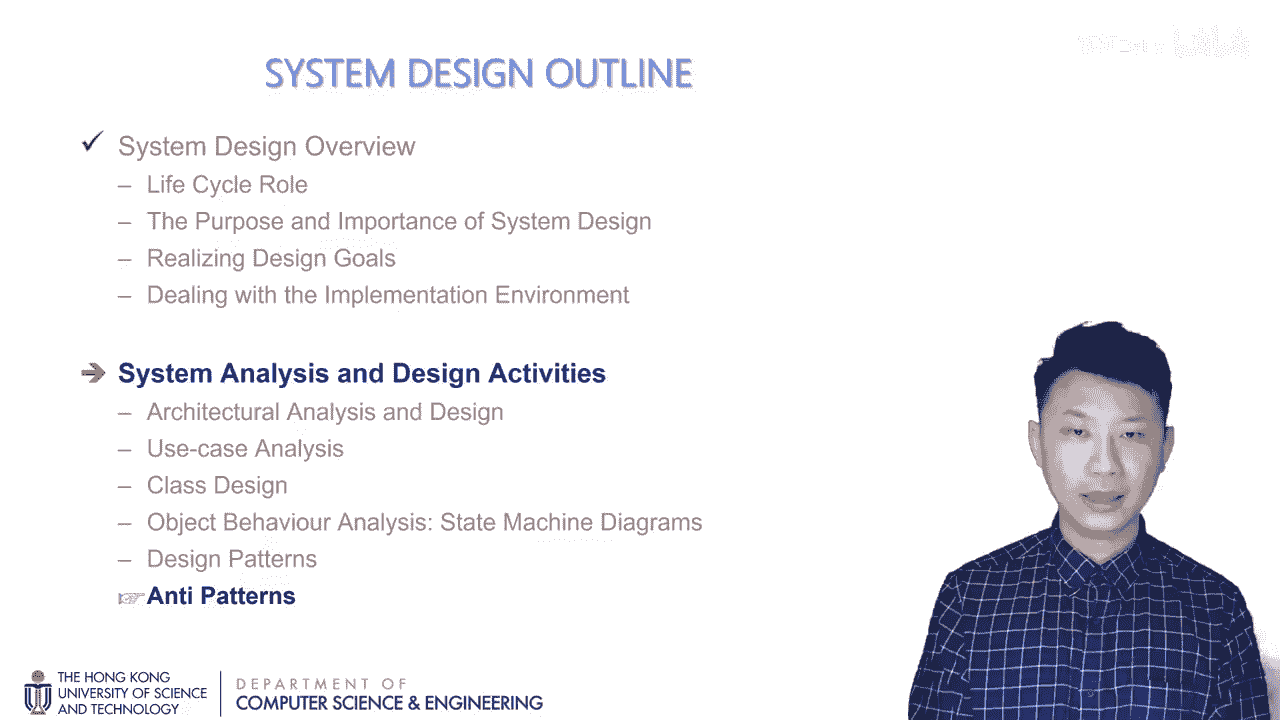 SYSTEM DESIGN OUTLINE
✓ System Design Overview
– Life Cycle Role
– The Purpose and Importance of System Design
– Realizing Design Goals
– Dealing with the Implementation Environment
➔ System Analysis and Design Activities
– Architectural Analysis and Design
– Use-case Analysis
– Class Design
– Object Behaviour Analysis: State Machine Diagrams
– Design Patterns
☞ Anti Patterns
THE HONG KONG
UNIVERSITY OF SCIENCE
AND TECHNOLOGY
DEPARTMENT OF
COMPUTER SCIENCE & ENGINEERING